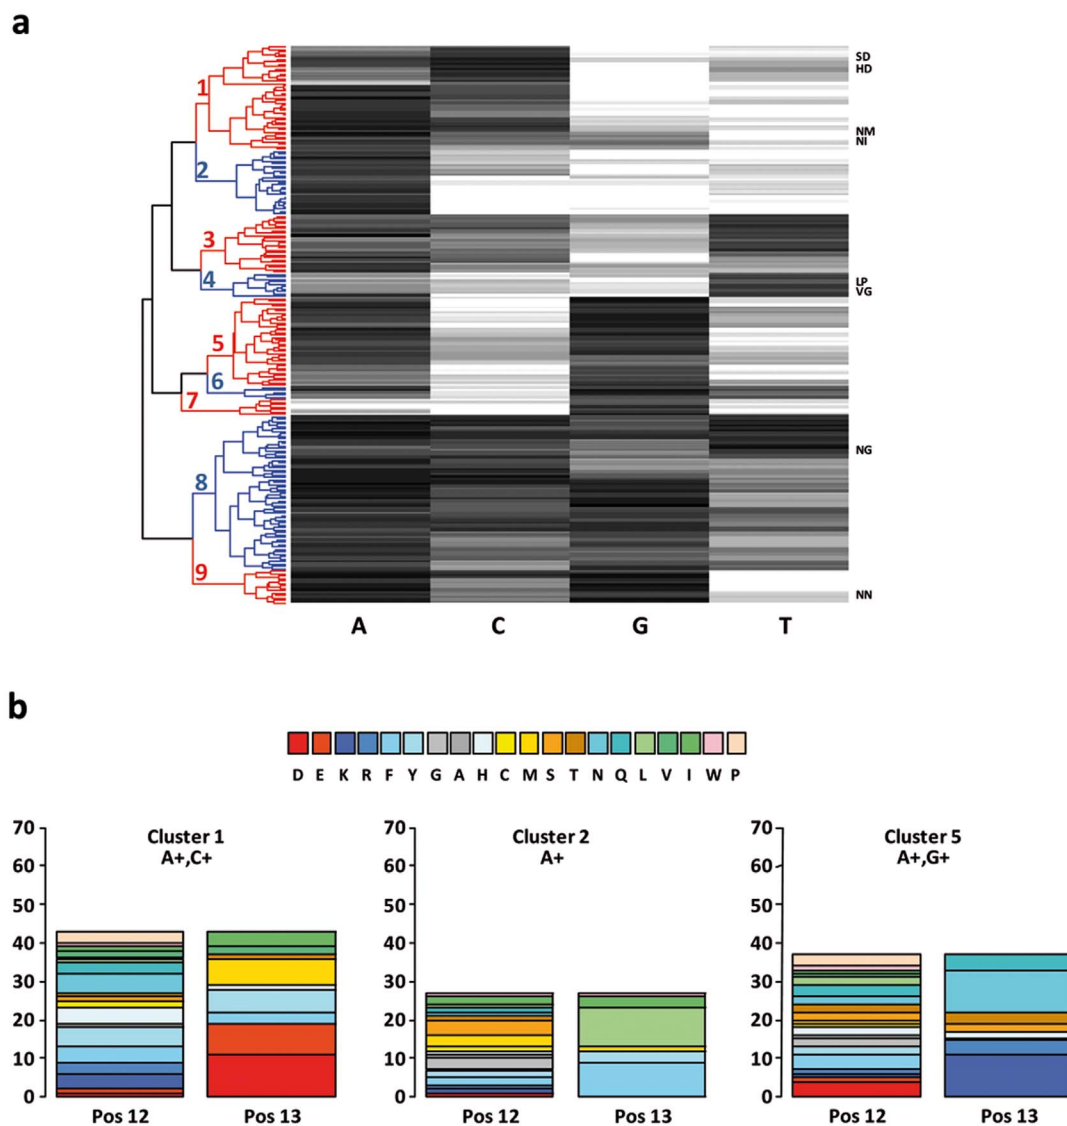 a
SD
HD
1
NM
NI
2
3
4
LP
VG
5
6
7
NG
8
9
NN
A C G T
b
D E K R F Y G A H C M S T N Q L V I W P
Cluster 1
A+,C+
70
60
50
40
30
20
10
0
Pos 12 Pos 13
Cluster 2
A+
70
60
50
40
30
20
10
0
Pos 12 Pos 13
Cluster 5
A+,G+
70
60
50
40
30
20
10
0
Pos 12 Pos 13